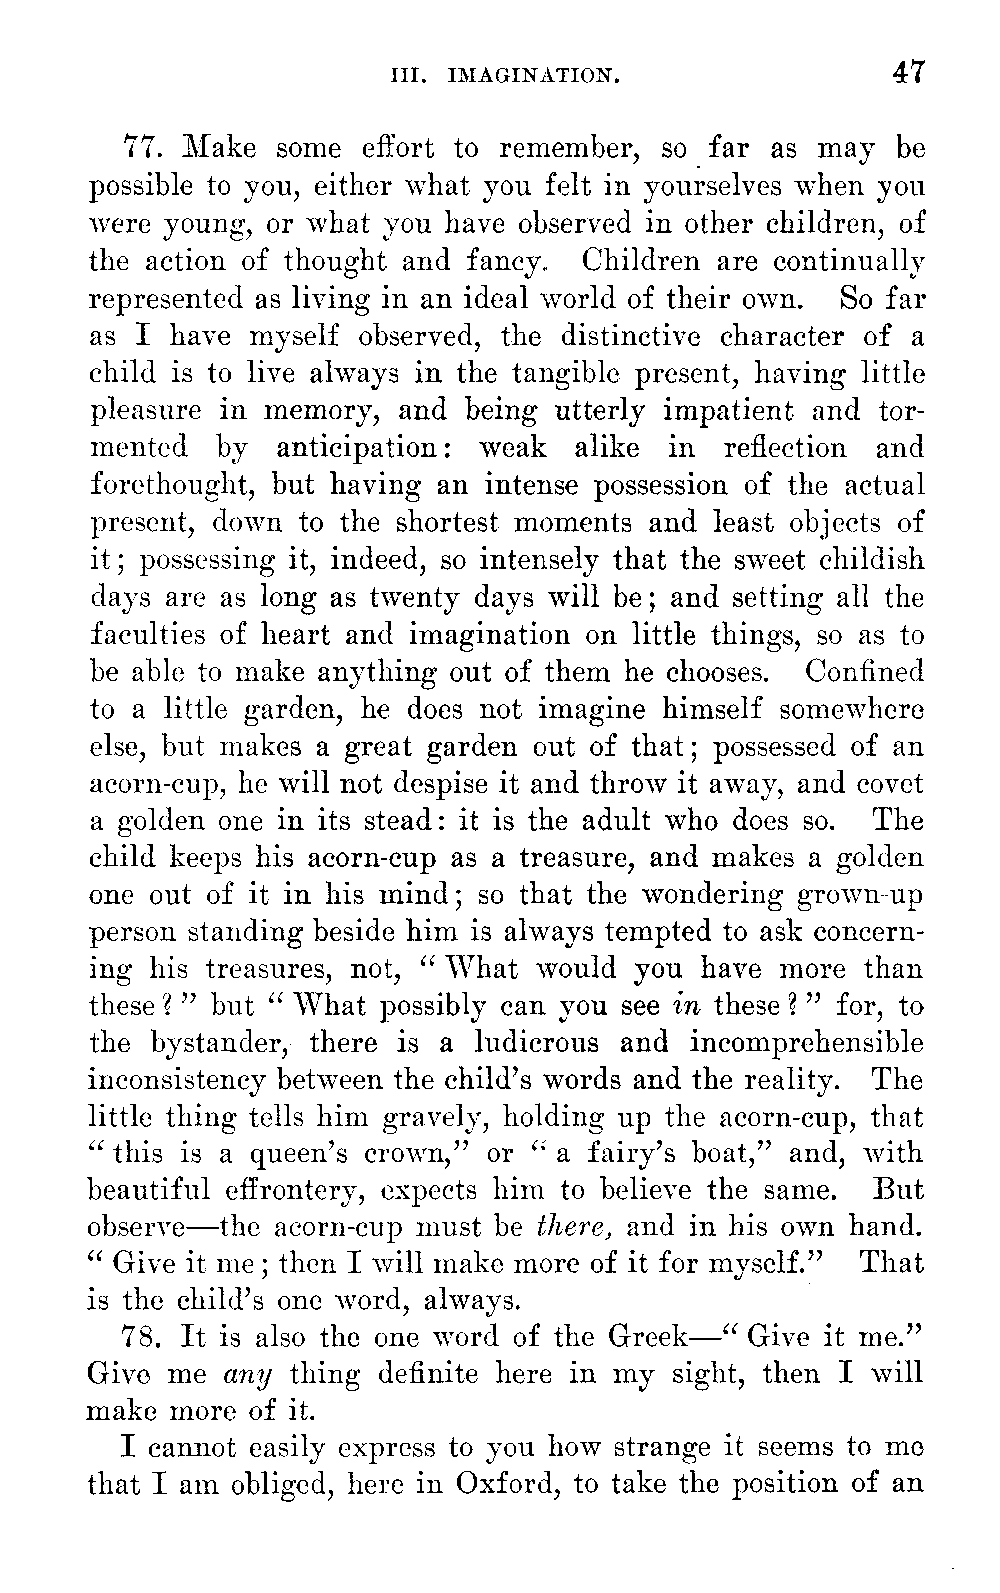 III. IMAGINATION. 47
77. Make some effort to remember, so far as may be
possible to you, either what you felt in yourselves when you
were young, or what you have observed in other children, of
the action of thought and fancy. Children are continually
represented as living in an ideal world of their own. So far
as I have myself observed, the distinctive character of a
child is to live always in the tangible present, having little
pleasure in memory, and being utterly impatient and tor-
mented by anticipation: weak alike in reflection and
forethought, but having an intense possession of the actual
present, down to the shortest moments and least objects of
it; possessing it, indeed, so intensely that the sweet childish
days are as long as twenty days will be; and setting all the
faculties of heart and imagination on little things, so as to
be able to make anything out of them he chooses. Confined
to a little garden, he does not imagine himself somewhere
else, but makes a great garden out of that; possessed of an
acorn-cup, he will not despise it and throw it away, and covet
a golden one in its stead: it is the adult who does so. The
child keeps his acorn-cup as a treasure, and makes a golden
one out of it in his mind; so that the wondering grown-up
person standing beside him is always tempted to ask concern-
ing his treasures, not, “What would you have more than
these?” but “What possibly can you see in these?” for, to
the bystander, there is a ludicrous and incomprehensible
inconsistency between the child’s words and the reality. The
little thing tells him gravely, holding up the acorn-cup, that
“this is a queen’s crown,” or “a fairy’s boat,” and, with
beautiful effrontery, expects him to believe the same. But
observe—the acorn-cup must be there, and in his own hand.
“Give it me; then I will make more of it for myself.” That
is the child’s one word, always.
78. It is also the one word of the Greek—“Give it me.”
Give me any thing definite here in my sight, then I will
make more of it.
I cannot easily express to you how strange it seems to me
that I am obliged, here in Oxford, to take the position of an